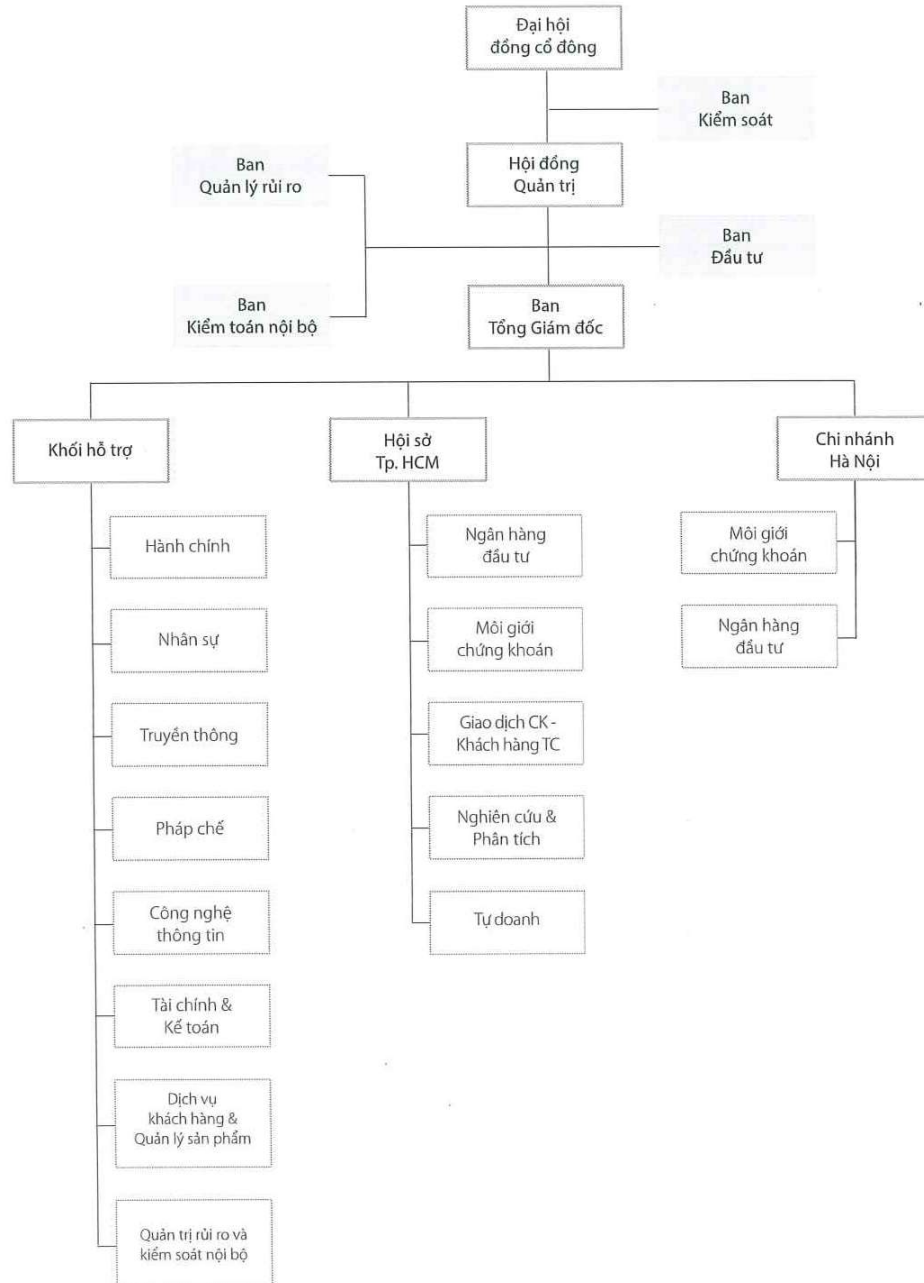 Đại hội
đồng cổ đông
Ban
Kiểm soát
Hội đồng
Quản trị
Ban
Quản lý rủi ro
Ban
Đầu tư
Ban
Kiểm toán nội bộ
Ban
Tổng Giám đốc
Khối hỗ trợ
Hành chính
Nhân sự
Truyền thông
Pháp chế
Công nghệ
thông tin
Tài chính &
Kế toán
Dịch vụ
khách hàng &
Quản lý sản phẩm
Quản trị rủi ro và
kiểm soát nội bộ
Hội sở
Tp. HCM
Ngân hàng
đầu tư
Môi giới
chứng khoán
Giao dịch CK -
Khách hàng TC
Nghiên cứu &
Phân tích
Tự doanh
Chi nhánh
Hà Nội
Môi giới
chứng khoán
Ngân hàng
đầu tư